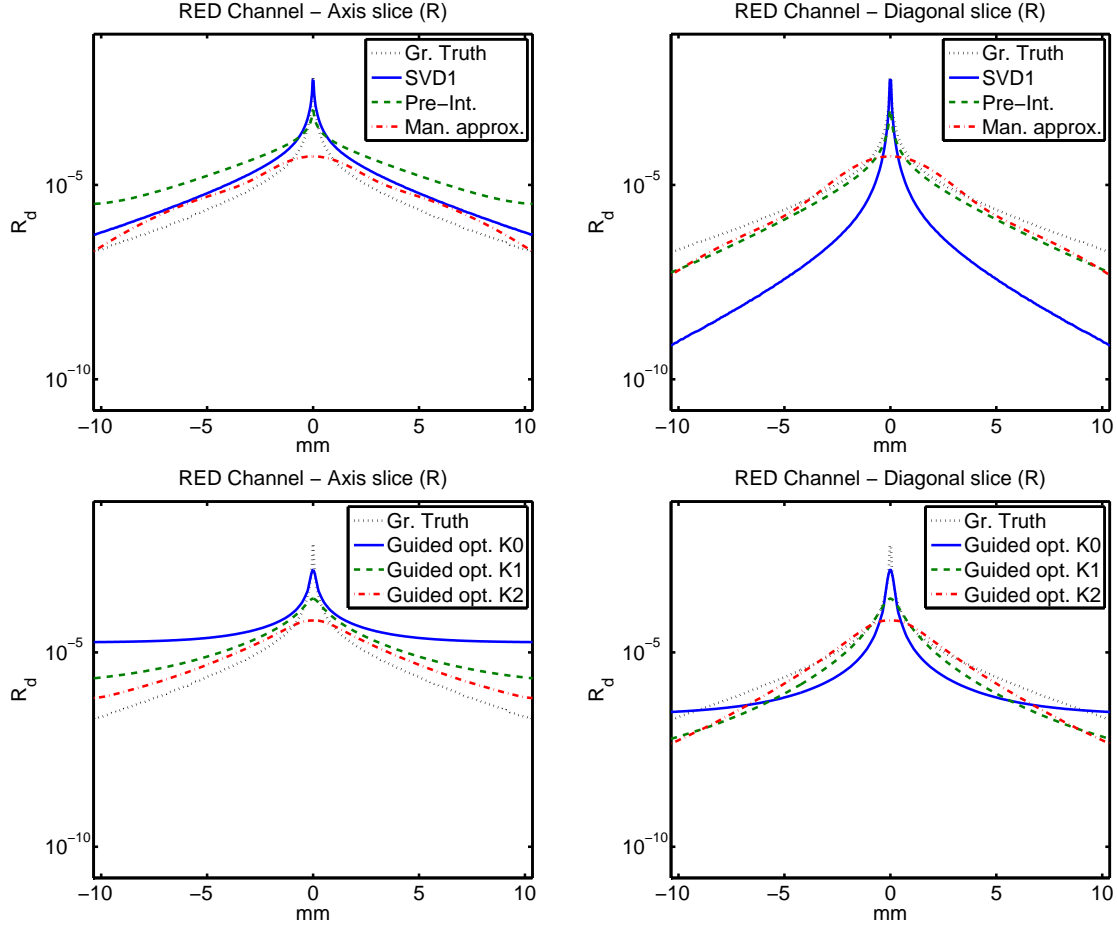 RED Channel − Axis slice (R)
Gr. Truth
SVD1
Pre−Int.
Man. approx.
R_d
10^−5
10^−10
−10 −5 0 5 10
mm
RED Channel − Diagonal slice (R)
Gr. Truth
SVD1
Pre−Int.
Man. approx.
R_d
10^−5
10^−10
−10 −5 0 5 10
mm
RED Channel − Axis slice (R)
Gr. Truth
Guided opt. K0
Guided opt. K1
Guided opt. K2
R_d
10^−5
10^−10
−10 −5 0 5 10
mm
RED Channel − Diagonal slice (R)
Gr. Truth
Guided opt. K0
Guided opt. K1
Guided opt. K2
R_d
10^−5
10^−10
−10 −5 0 5 10
mm